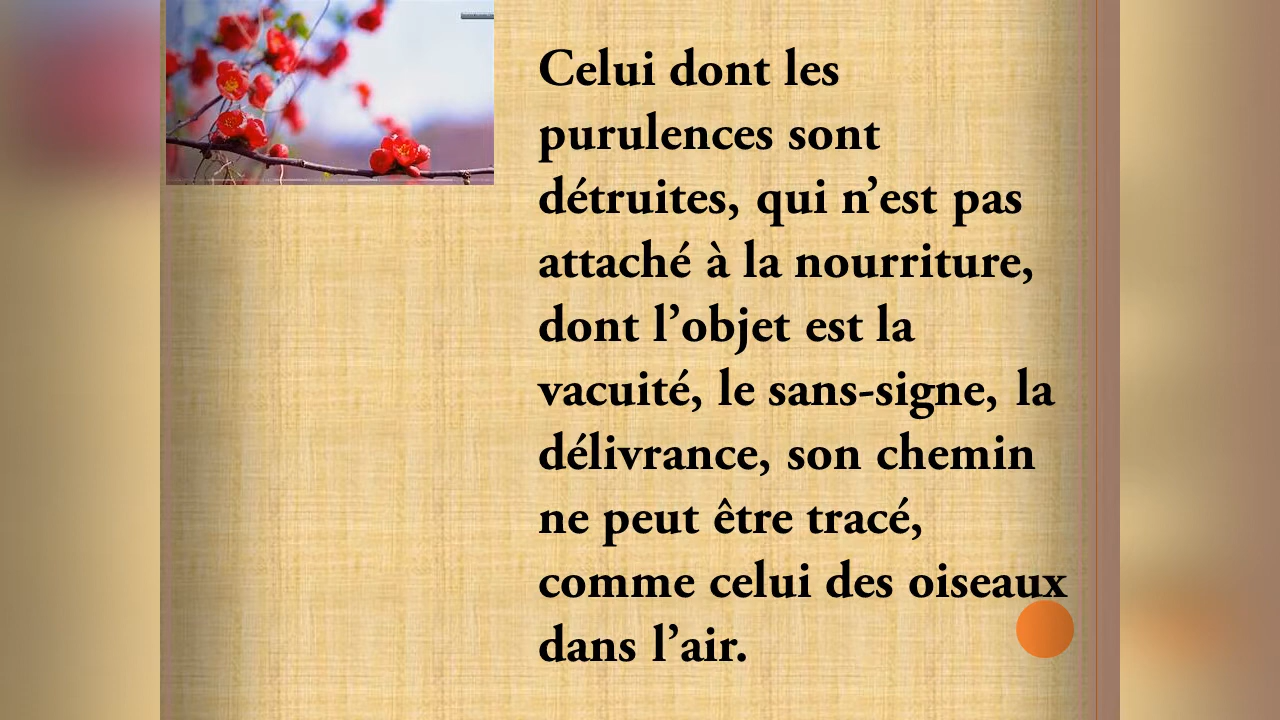 Celui dont les
purulences sont
détruites, qui n’est pas
attaché à la nourriture,
dont l’objet est la
vacuité, le sans-signe, la
délivrance, son chemin
ne peut être tracé,
comme celui des oiseaux
dans l’air.